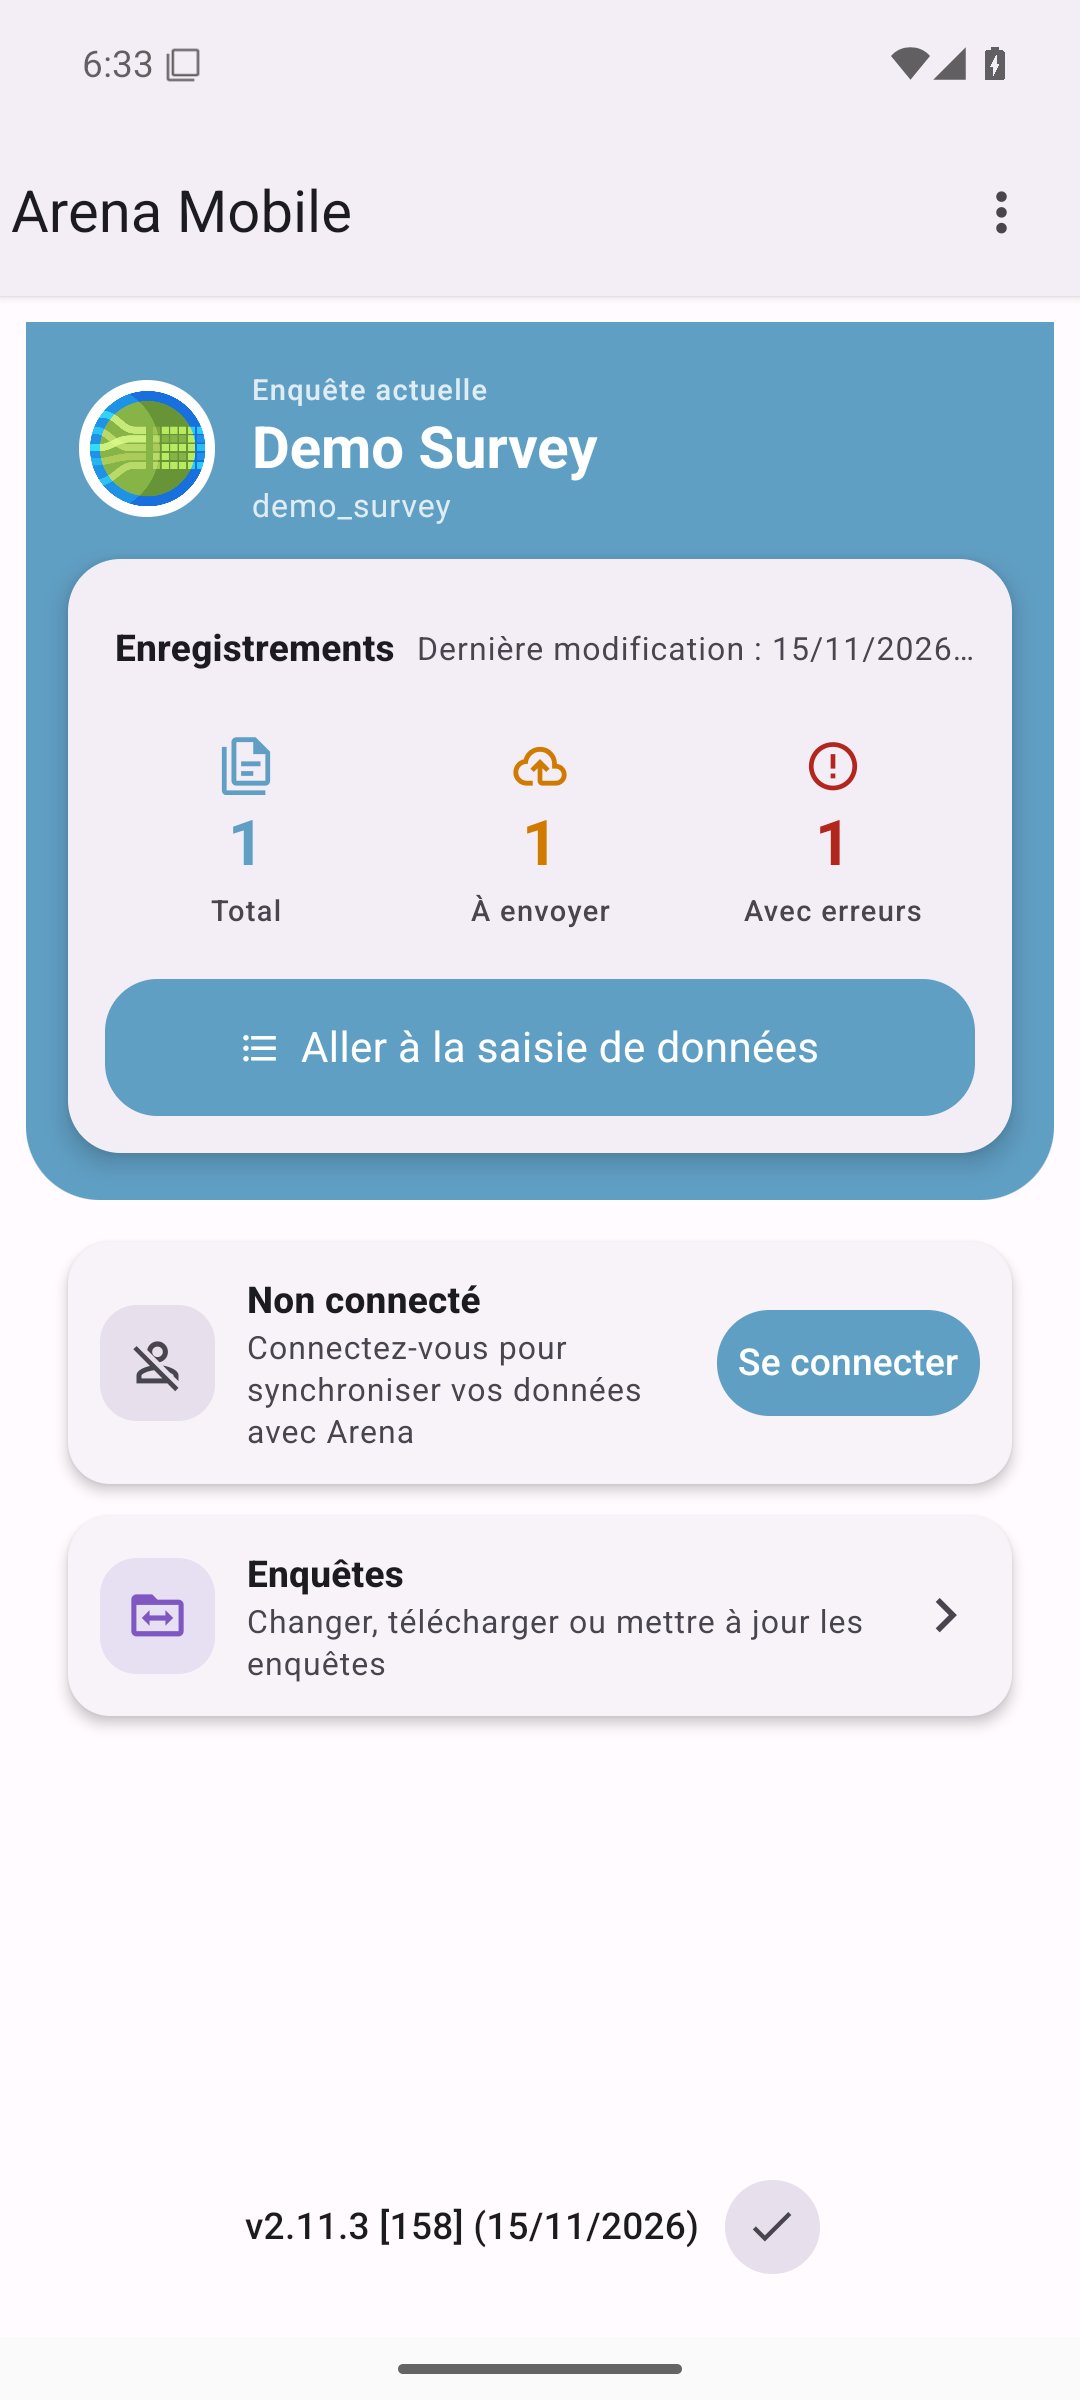 6:33
Arena Mobile
Enquête actuelle
Demo Survey
demo_survey
Enregistrements Dernière modification : 15/11/2026…
1 1 1
Total À envoyer Avec erreurs
Aller à la saisie de données
Non connecté
Connectez-vous pour
synchroniser vos données
avec Arena
Se connecter
Enquêtes
Changer, télécharger ou mettre à jour les
enquêtes
v2.11.3 [158] (15/11/2026)